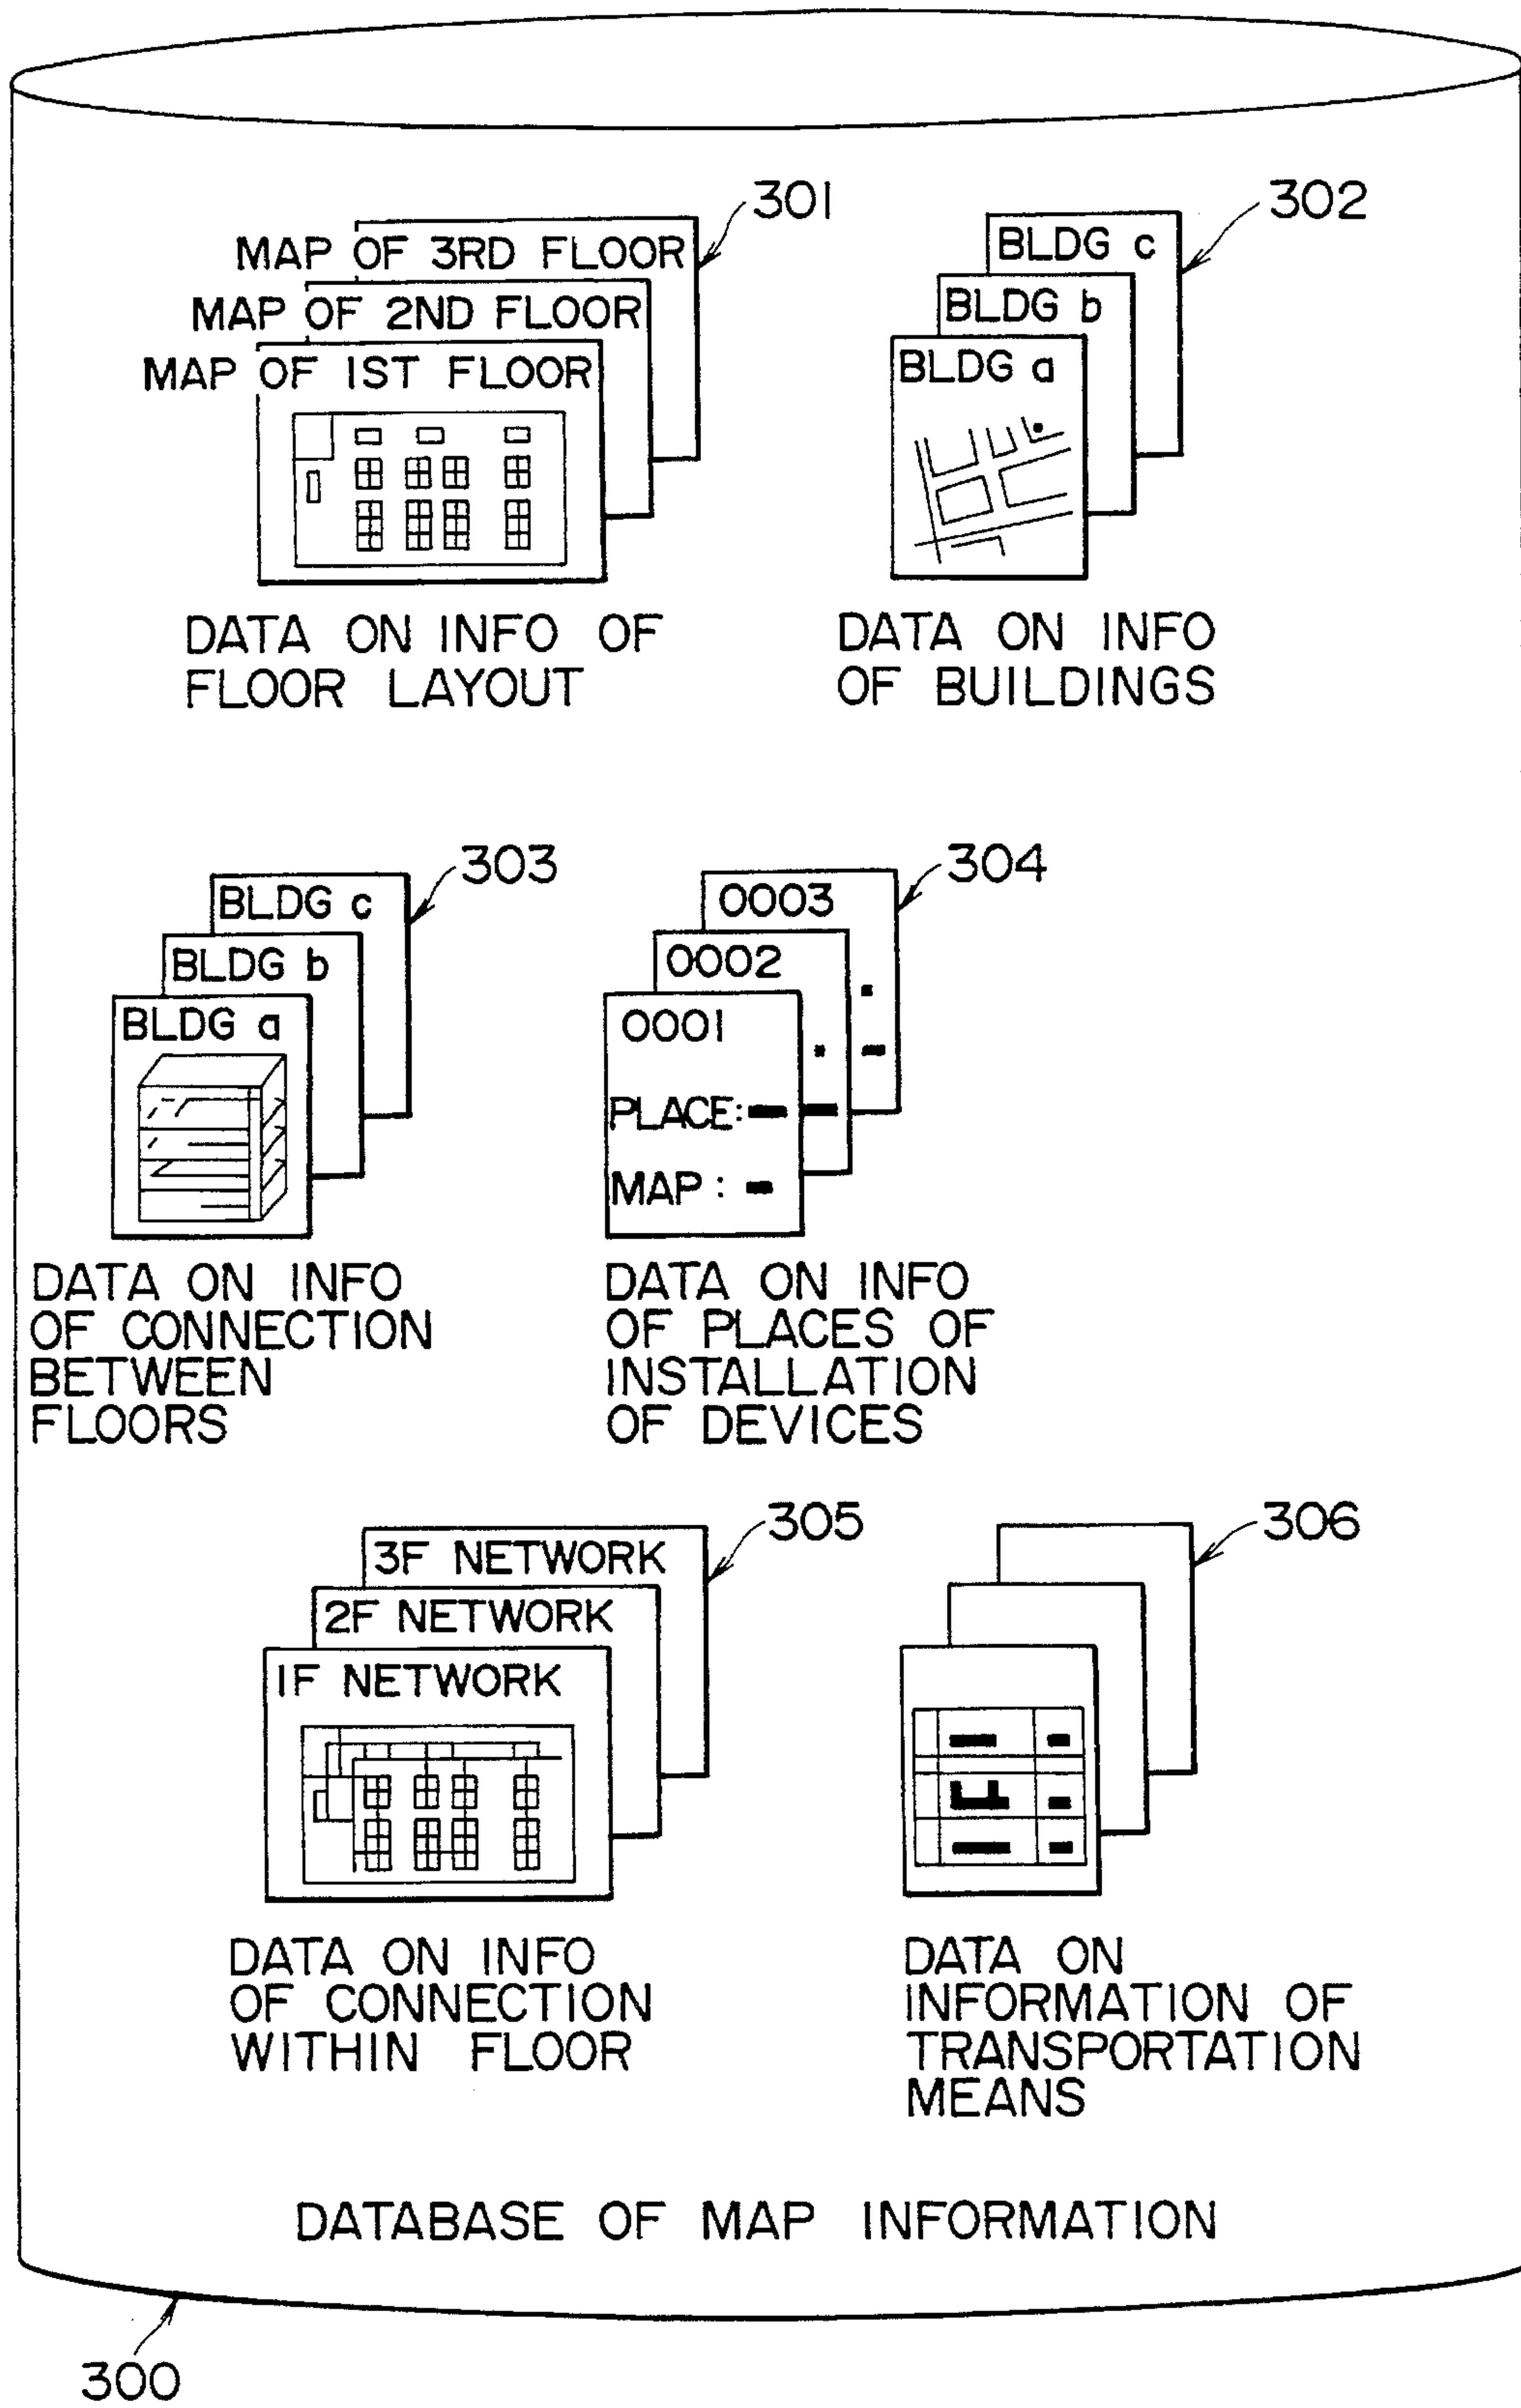 301
MAP OF 3RD FLOOR
MAP OF 2ND FLOOR
MAP OF 1ST FLOOR
DATA ON INFO OF
FLOOR LAYOUT
302
BLDG c
BLDG b
BLDG a
DATA ON INFO
OF BUILDINGS
303
BLDG c
BLDG b
BLDG a
DATA ON INFO
OF CONNECTION
BETWEEN
FLOORS
304
0003
0002
0001
PLACE:
MAP :
DATA ON INFO
OF PLACES OF
INSTALLATION
OF DEVICES
305
3F NETWORK
2F NETWORK
1F NETWORK
DATA ON INFO
OF CONNECTION
WITHIN FLOOR
306
DATA ON
INFORMATION OF
TRANSPORTATION
MEANS
DATABASE OF MAP INFORMATION
300